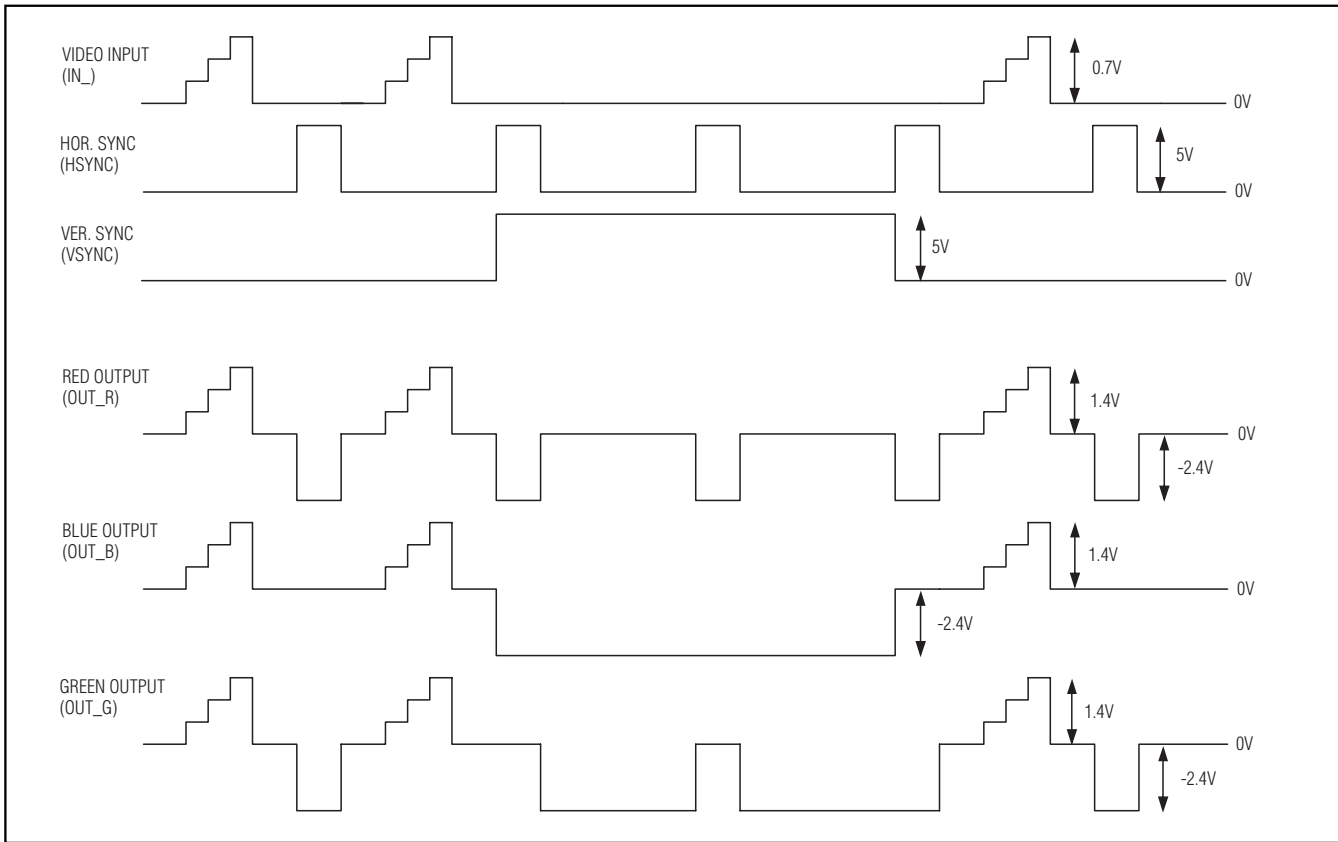 VIDEO INPUT
(IN_)
0.7V
0V
HOR. SYNC
(HSYNC)
5V
0V
VER. SYNC
(VSYNC)
5V
0V
RED OUTPUT
(OUT_R)
1.4V
0V
-2.4V
BLUE OUTPUT
(OUT_B)
1.4V
0V
-2.4V
GREEN OUTPUT
(OUT_G)
1.4V
0V
-2.4V